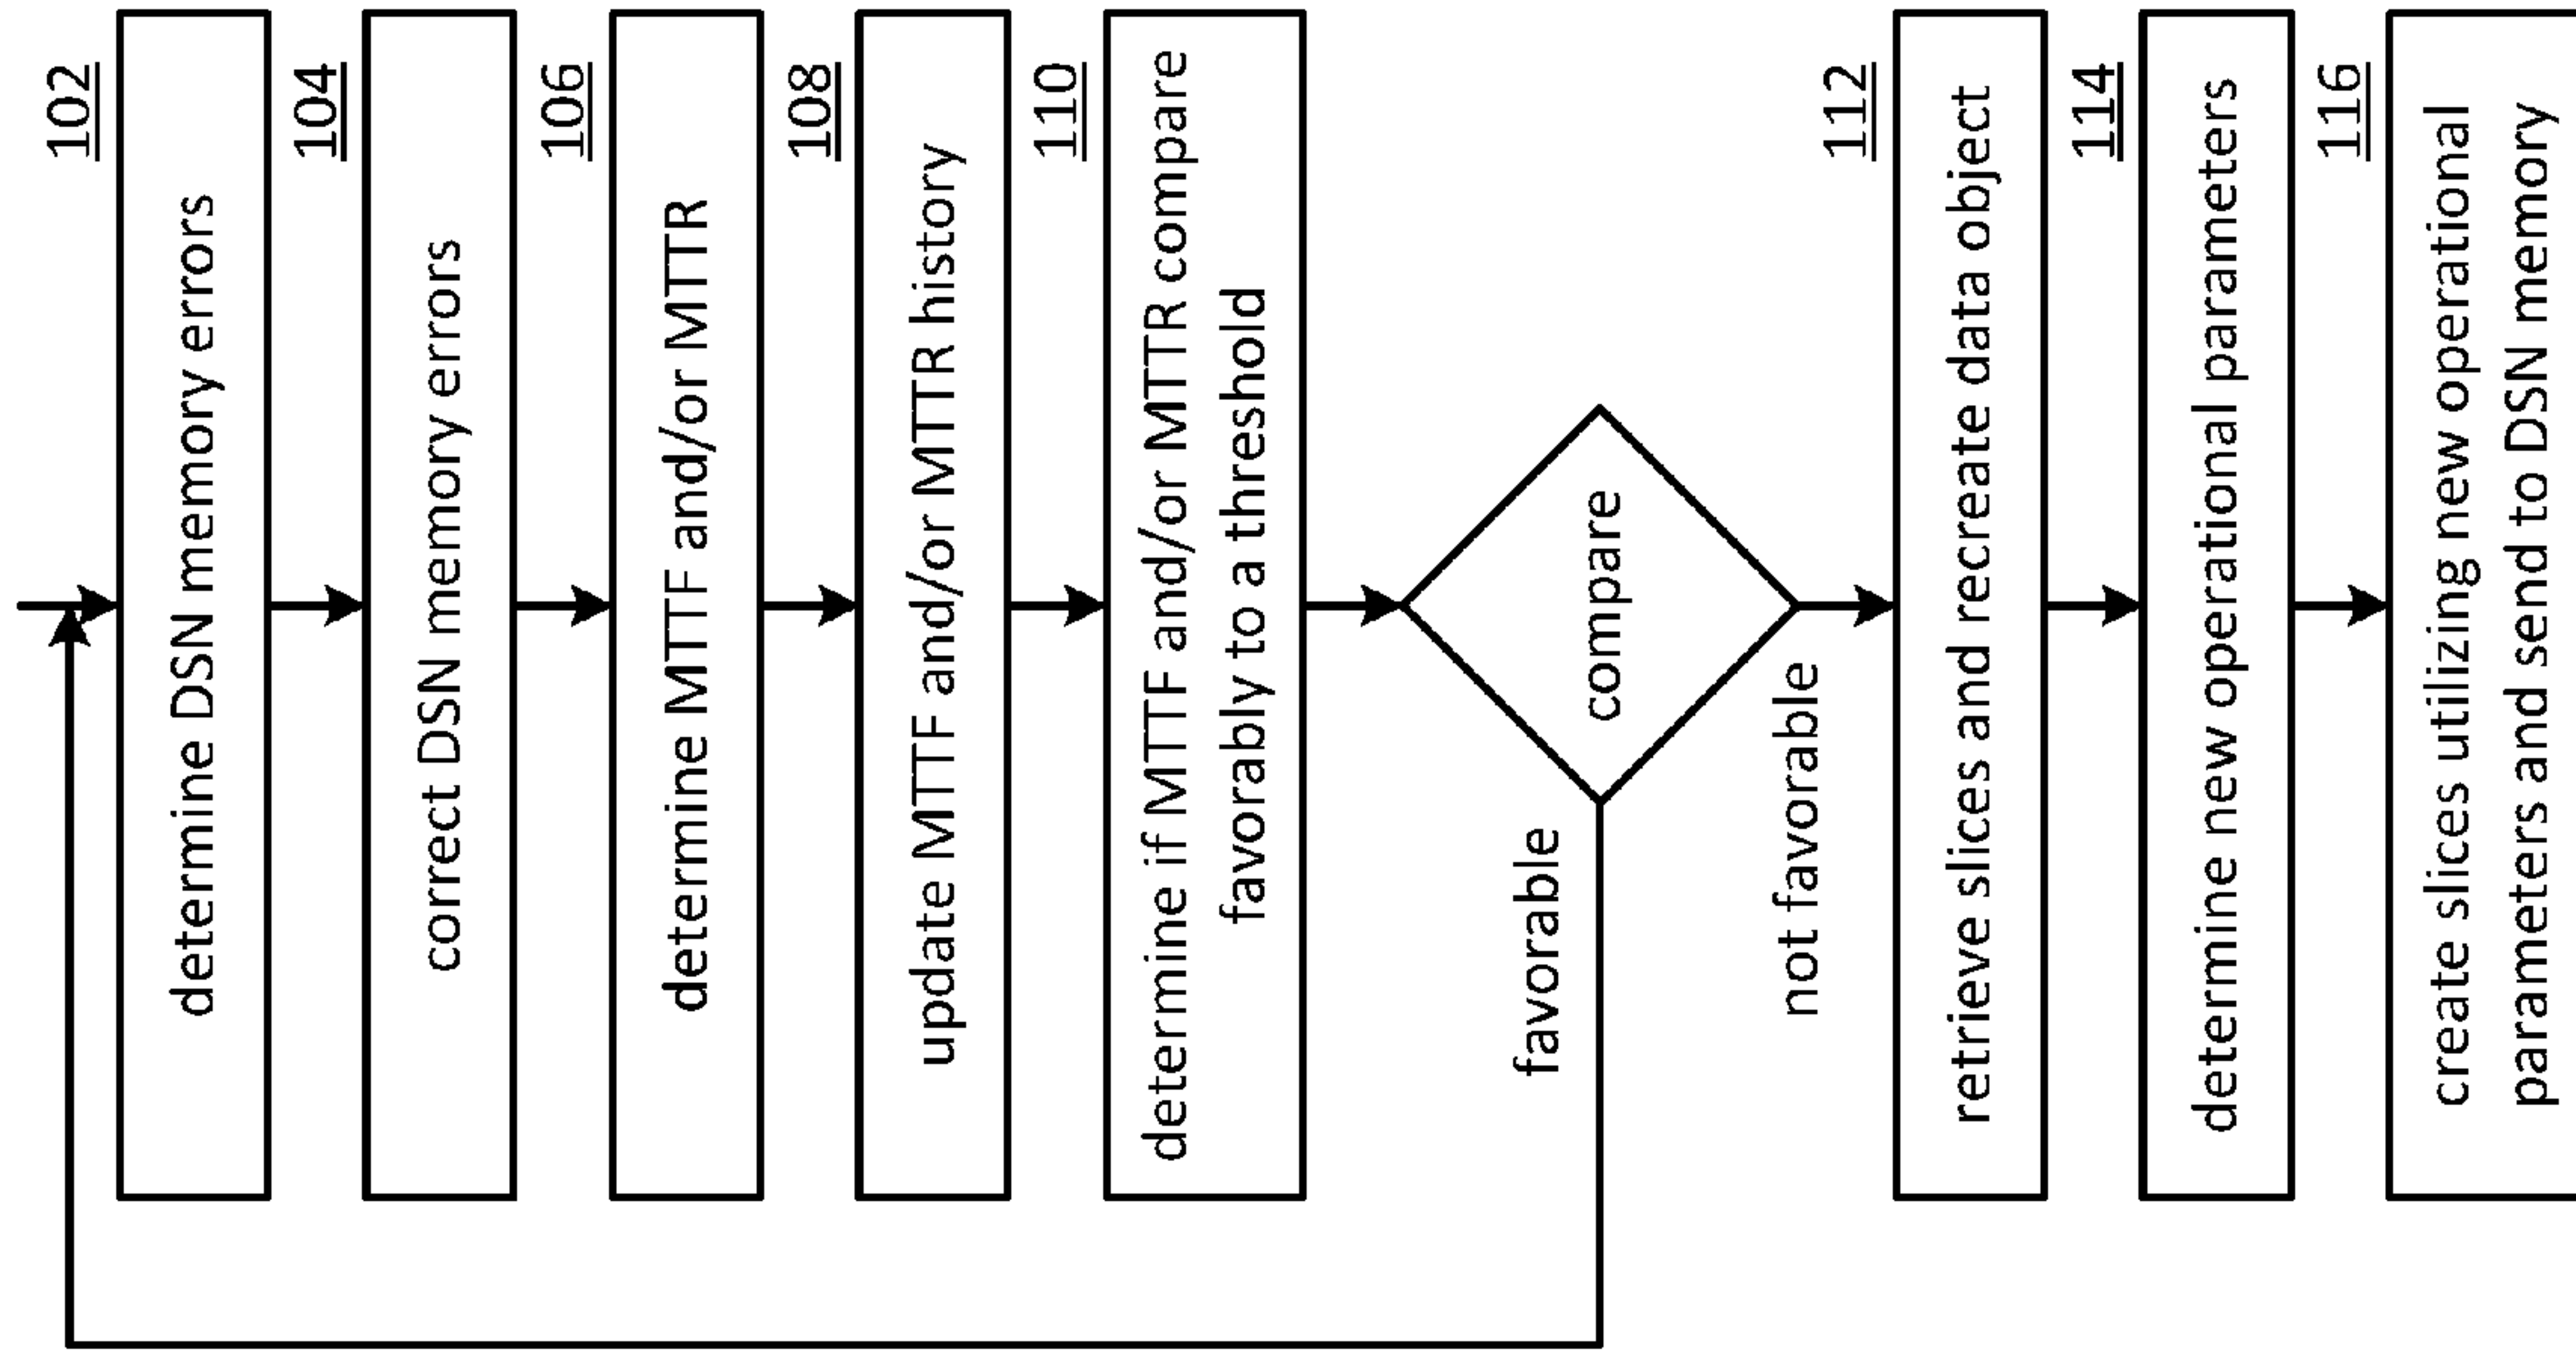 102
determine DSN memory errors
104
correct DSN memory errors
106
determine MTTF and/or MTTR
108
update MTTF and/or MTTR history
110
determine if MTTF and/or MTTR compare
favorably to a threshold
compare
favorable
not favorable
112
retrieve slices and recreate data object
114
determine new operational parameters
116
create slices utilizing new operational
parameters and send to DSN memory